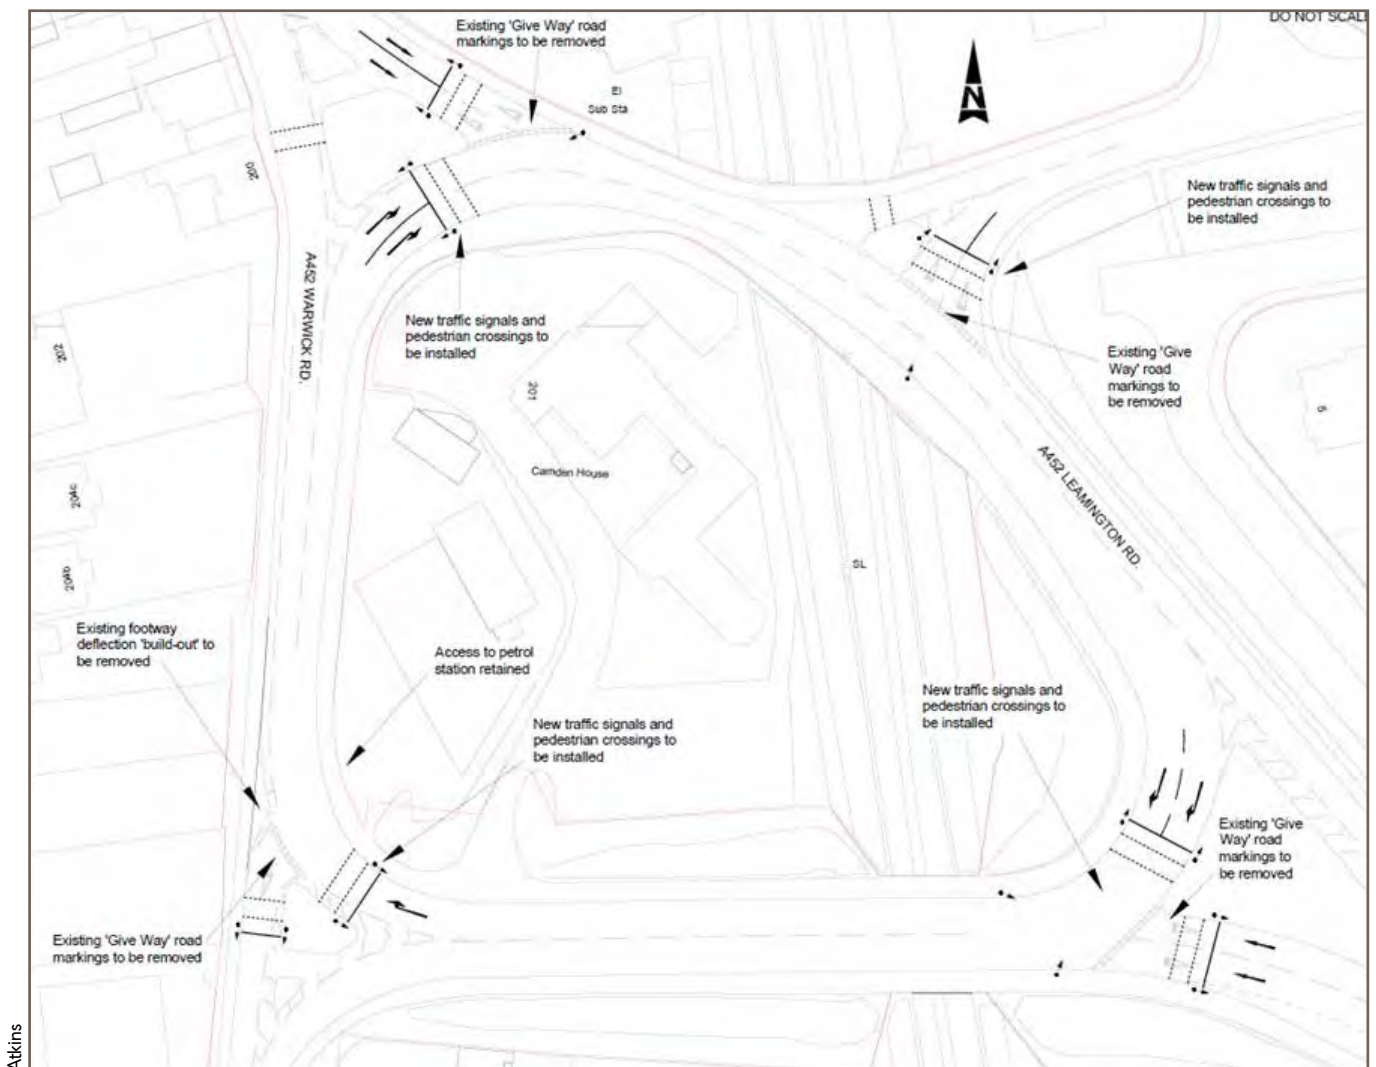 Existing 'Give Way' road
markings to be removed
DO NOT SCAL
El
Sub Sta
N
200
New traffic signals and
pedestrian crossings to
be installed
A452 WARWICK RD.
New traffic signals and
pedestrian crossings to
be installed
202
Existing 'Give
Way' road
markings to
be removed
201
Camden House
A452 LEAMINGTON RD.
204c
204b
SL
Existing footway
deflection 'build-out' to
be removed
Access to petrol
station retained
New traffic signals and
pedestrian crossings to
be installed
New traffic signals and
pedestrian crossings to
be installed
Existing 'Give
Way' road
markings to
be removed
Existing 'Give Way' road
markings to be removed
Atkins